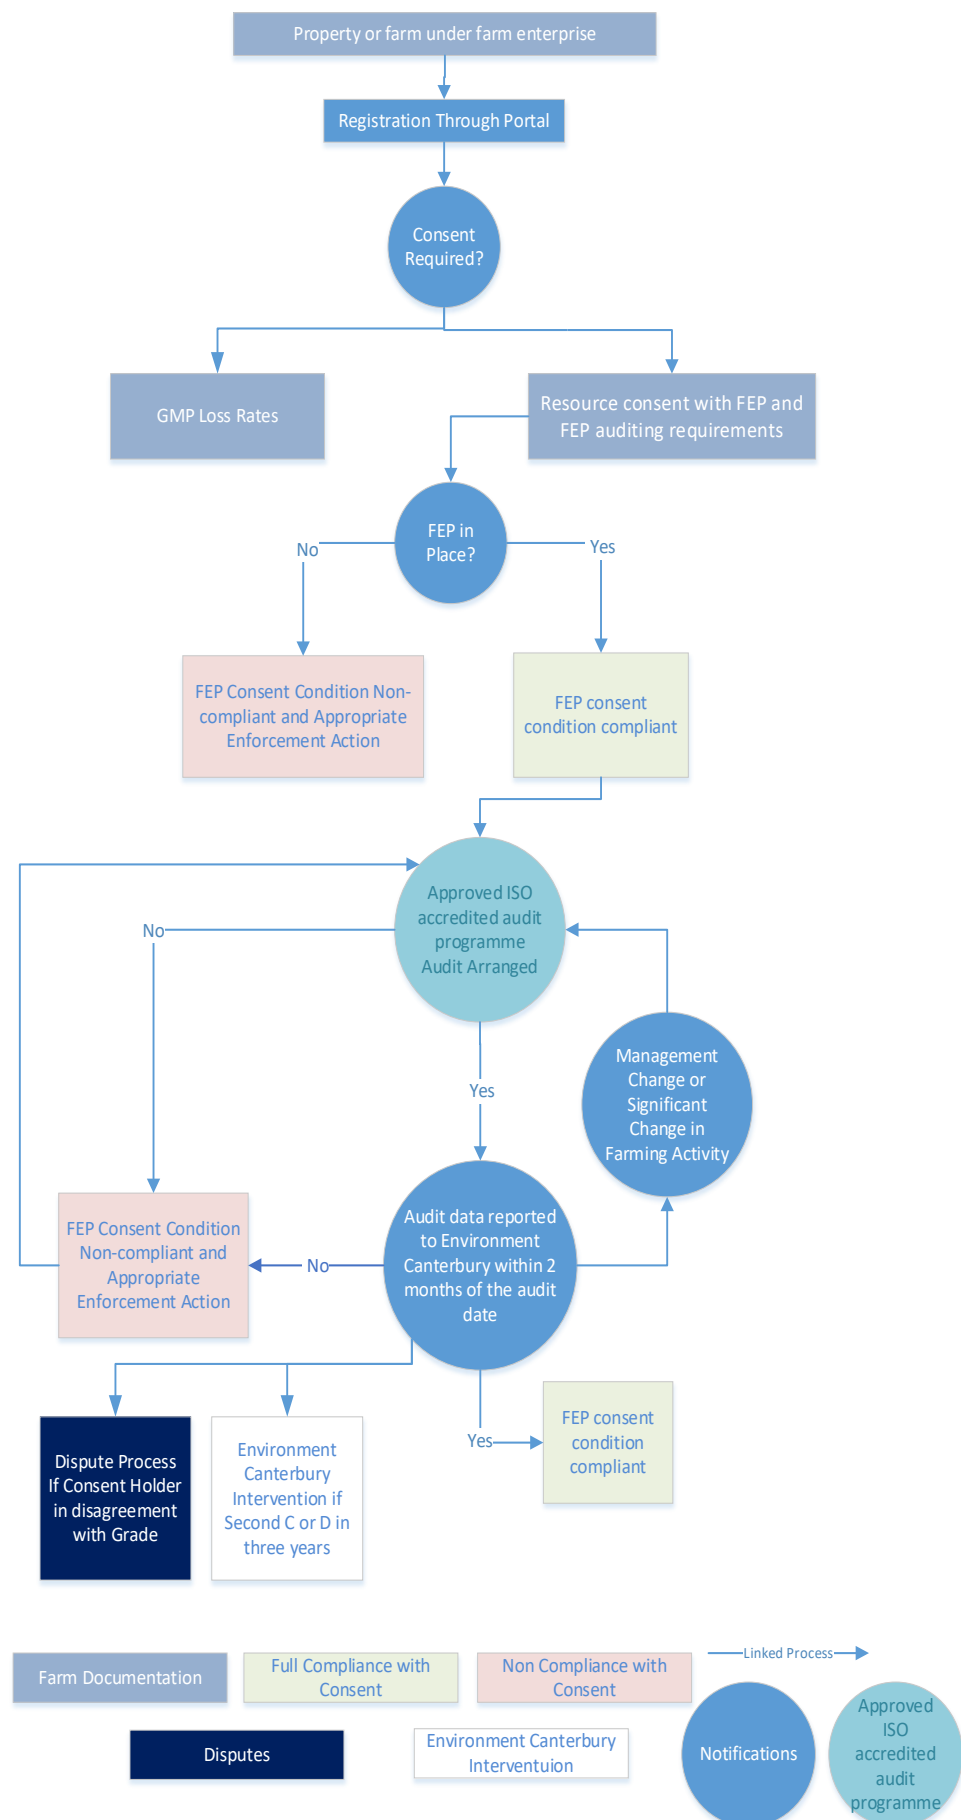 Property or farm under farm enterprise
Registration Through Portal
Consent
Required?
GMP Loss Rates
Resource consent with FEP and
FEP auditing requirements
FEP in
Place?
No
Yes
FEP Consent Condition Non-
compliant and Appropriate
Enforcement Action
FEP consent
condition compliant
Approved ISO
accredited audit
programme
Audit Arranged
No
Yes
Management
Change or
Significant
Change in
Farming Activity
FEP Consent Condition
Non-compliant and
Appropriate
Enforcement Action
No
Audit data reported
to Environment
Canterbury within 2
months of the audit
date
Dispute Process
If Consent Holder
in disagreement
with Grade
Environment
Canterbury
Intervention if
Second C or D in
three years
Yes
FEP consent
condition
compliant
Farm Documentation
Full Compliance with
Consent
Non Compliance with
Consent
Linked Process
Disputes
Environment Canterbury
Interventuion
Notifications
Approved
ISO
accredited
audit
programme